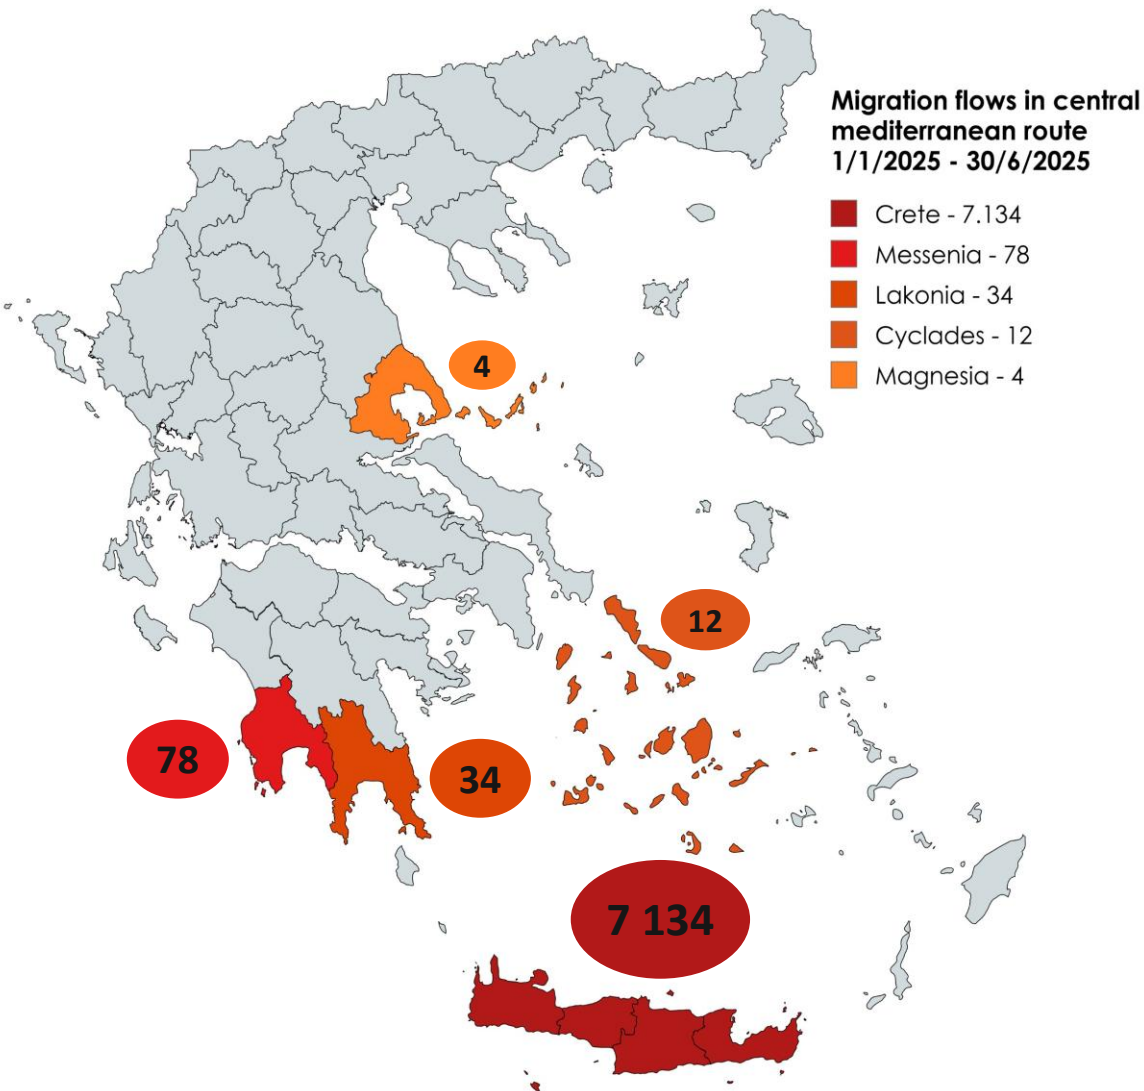 Migration flows in central
mediterranean route
1/1/2025 - 30/6/2025
Crete - 7.134
Messenia - 78
Lakonia - 34
Cyclades - 12
Magnesia - 4
4
12
78
34
7 134